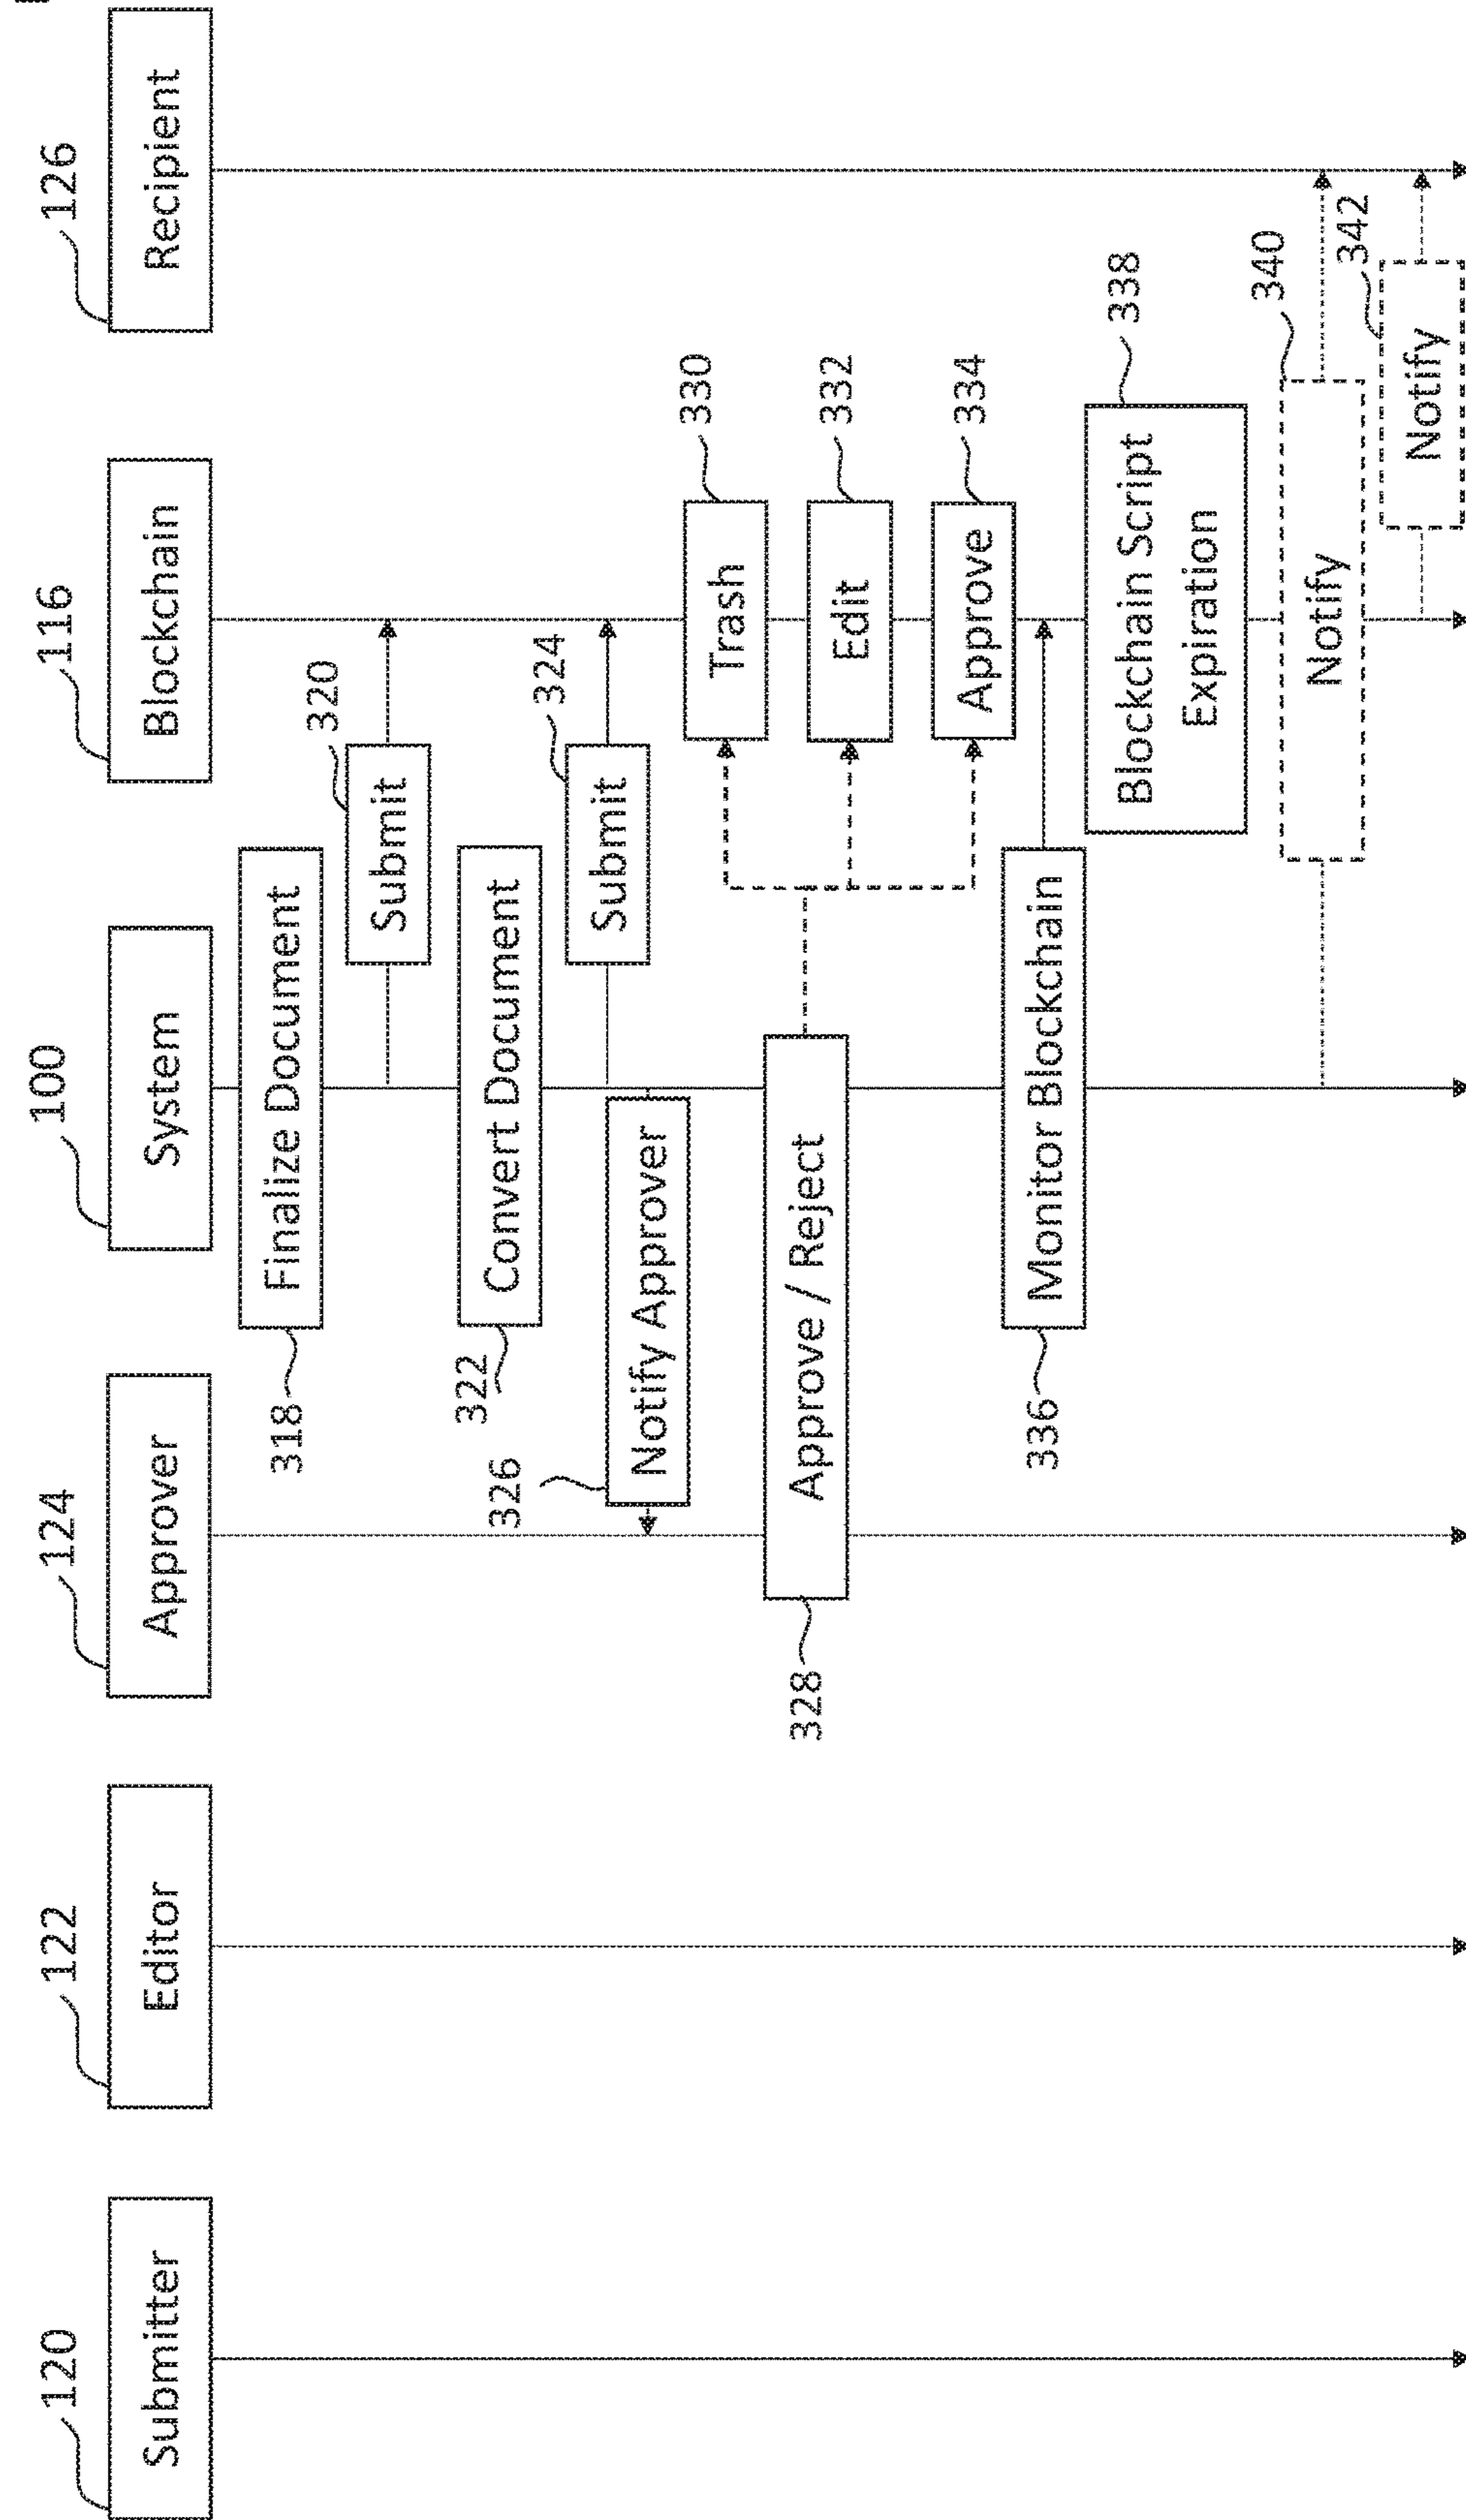 120
122
124
100
116
126
Submitter
Editor
Approver
System
Blockchain
Recipient
318
Finalize Document
320
Submit
322
Convert Document
324
Submit
326
Notify Approver
330
Trash
328
Approve / Reject
332
Edit
334
Approve
336
Monitor Blockchain
338
Blockchain Script
Expiration
340
Notify
342
Notify